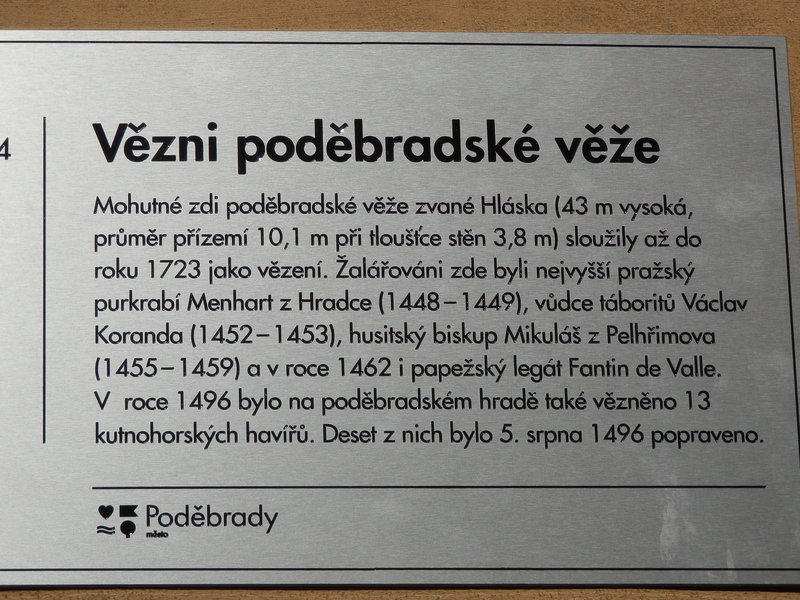 4
Vězni poděbradské věže
Mohutné zdi poděbradské věže zvané Hláska (43 m vysoká,
průměr přízemí 10,1 m při tloušťce stěn 3,8 m) sloužily až do
roku 1723 jako vězení. Žalářováni zde byli nejvyšší pražský
purkrabí Menhart z Hradce (1448–1449), vůdce táboritů Václav
Koranda (1452–1453), husitský biskup Mikuláš z Pelhřimova
(1455–1459) a v roce 1462 i papežský legát Fantin de Valle.
V roce 1496 bylo na poděbradském hradě také vězněno 13
kutnohorských havířů. Deset z nich bylo 5. srpna 1496 popraveno.
Poděbrady
město